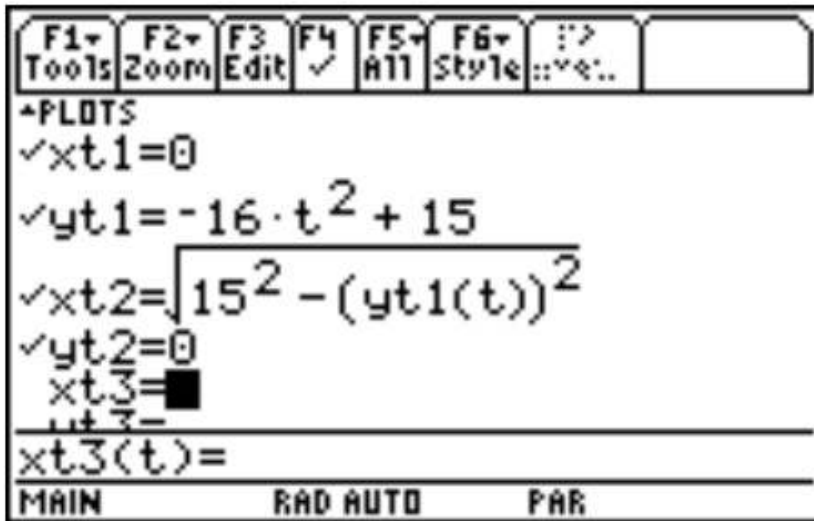 F1 F2 F3 F4 F5 F6
Tools Zoom Edit ✓ All Style
PLOTS
✓xt1=0
✓yt1=-16·t² + 15
✓xt2=√15² - (yt1(t))²
✓yt2=0
xt3=
yt3=
xt3(t)=
MAIN RAD AUTO PAR